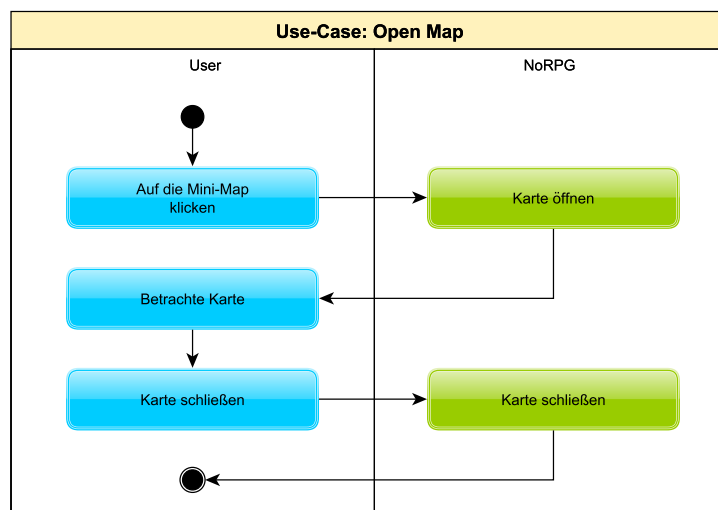 Use-Case: Open Map
User
NoRPG
Auf die Mini-Map
klicken
Karte öffnen
Betrachte Karte
Karte schließen
Karte schließen